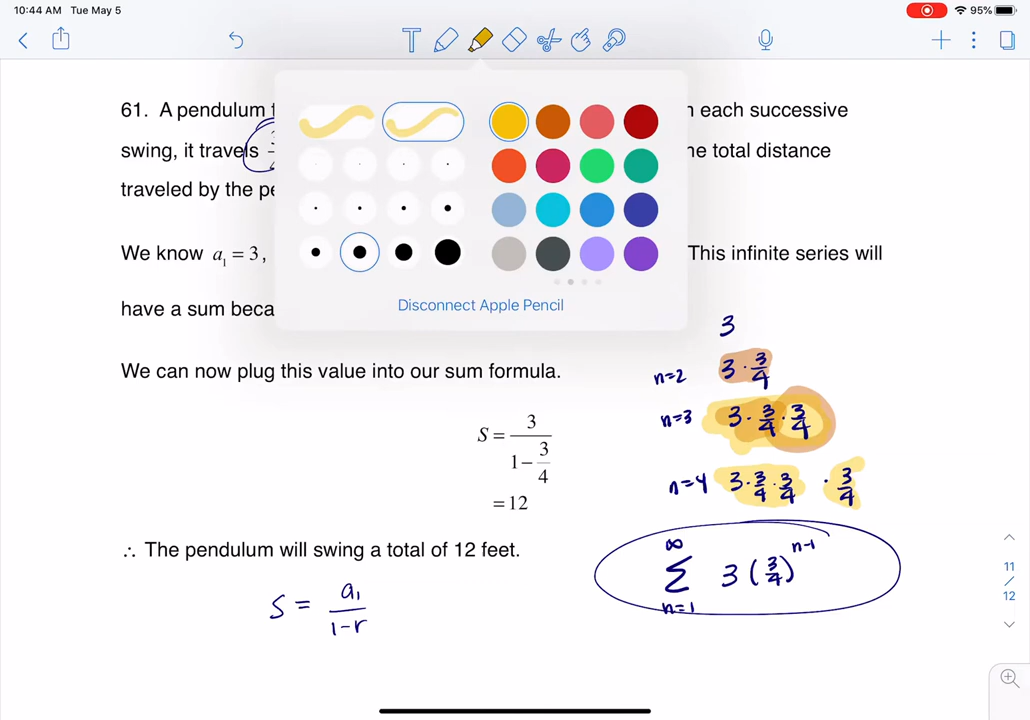 10:44 AM Tue May 5
95%
61. A pendulum
n each successive
swing, it travels
he total distance
traveled by the pe
We know a₁ = 3,
This infinite series will
have a sum beca
Disconnect Apple Pencil
3
We can now plug this value into our sum formula.
n=2 3 · 3/4
n=3 3 · 3/4 · 3/4
S = 3/(1 − 3/4)
n=4 3 · 3/4 · 3/4 · 3/4
= 12
∴ The pendulum will swing a total of 12 feet.
∞
Σ 3 (3/4)ⁿ⁻¹
n=1
S = a₁/(1−r)
11
/
12